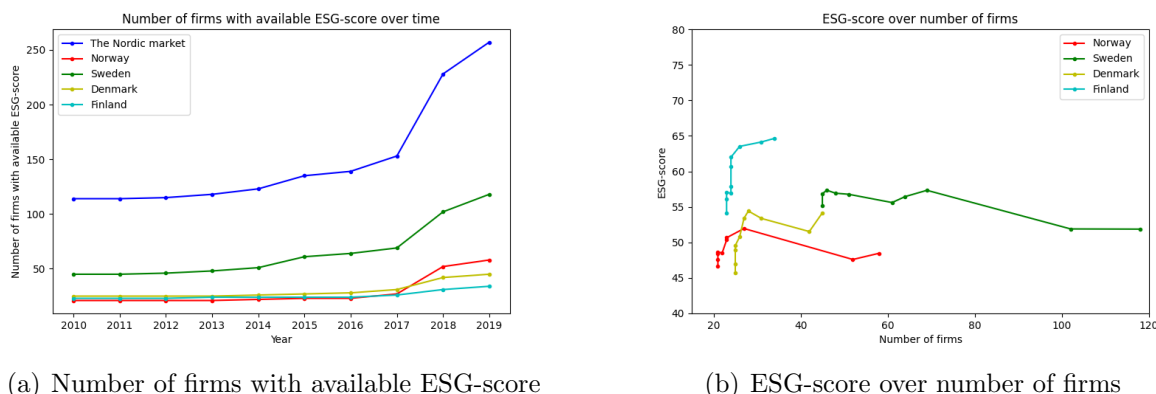 Number of firms with available ESG-score over time
The Nordic market
Norway
Sweden
Denmark
Finland
Number of firms with available ESG-score
250
200
150
100
50
2010 2011 2012 2013 2014 2015 2016 2017 2018 2019
Year
(a) Number of firms with available ESG-score
ESG-score over number of firms
Norway
Sweden
Denmark
Finland
ESG-score
80
75
70
65
60
55
50
45
40
20 40 60 80 100 120
Number of firms
(b) ESG-score over number of firms